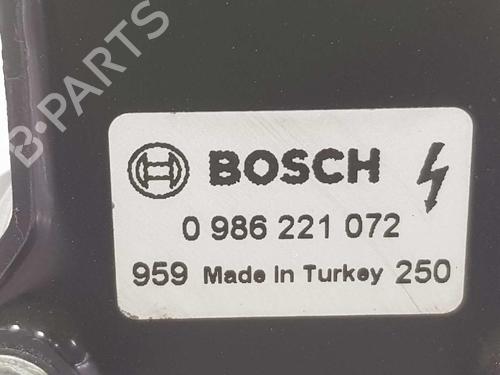 B·PARTS
BOSCH
0 986 221 072
959 Made in Turkey 250